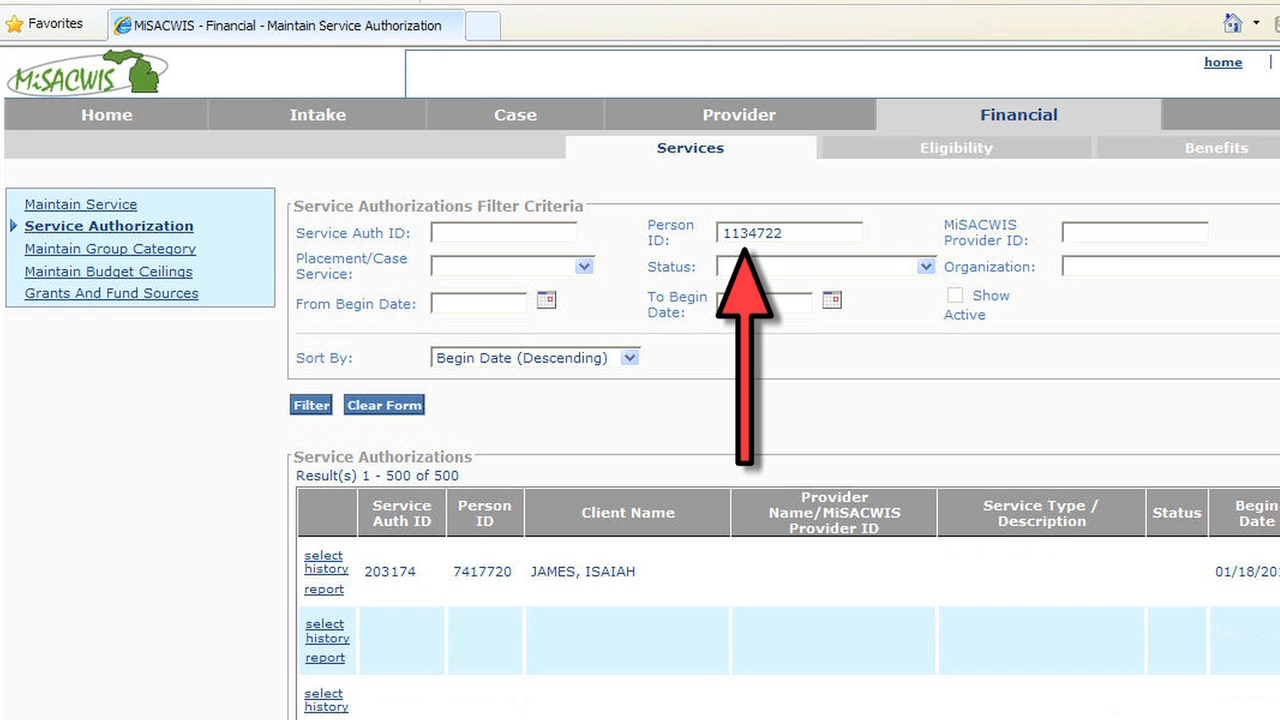 Favorites
MiSACWIS - Financial - Maintain Service Authorization
MiSACWIS
home
Home Intake Case Provider Financial
Services Eligibility Benefits
Maintain Service
Service Authorization
Maintain Group Category
Maintain Budget Ceilings
Grants And Fund Sources
Service Authorizations Filter Criteria
Service Auth ID:
Person ID: 1134722
MiSACWIS Provider ID:
Placement/Case Service:
Status:
Organization:
From Begin Date:
To Begin Date:
Show Active
Sort By: Begin Date (Descending)
Filter Clear Form
Service Authorizations
Result(s) 1 - 500 of 500
Service Auth ID
Person ID
Client Name
Provider Name/MiSACWIS Provider ID
Service Type / Description
Status
Begin Date
select
history
report
203174 7417720 JAMES, ISAIAH 01/18/20
select
history
report
select
history